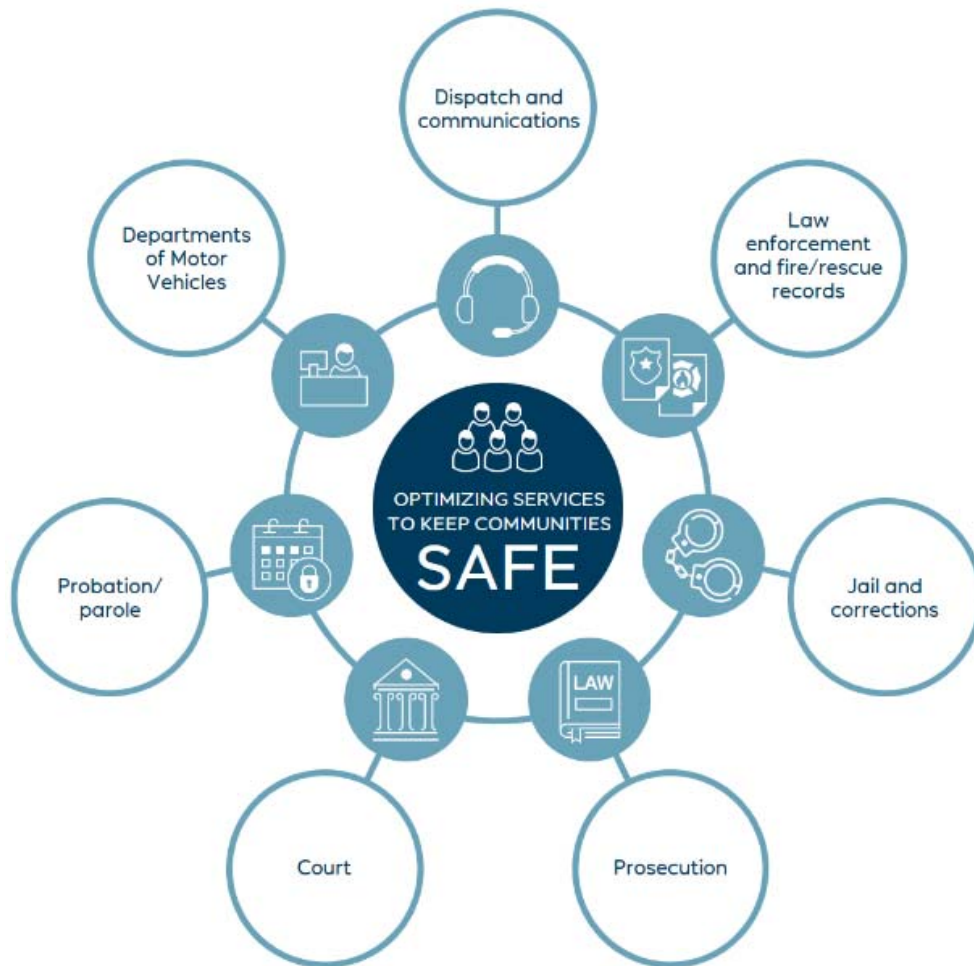 Dispatch and
communications
Law
enforcement
and fire/rescue
records
Departments
of Motor
Vehicles
OPTIMIZING SERVICES
TO KEEP COMMUNITIES
SAFE
Probation/
parole
Jail and
corrections
LAW
Court
Prosecution